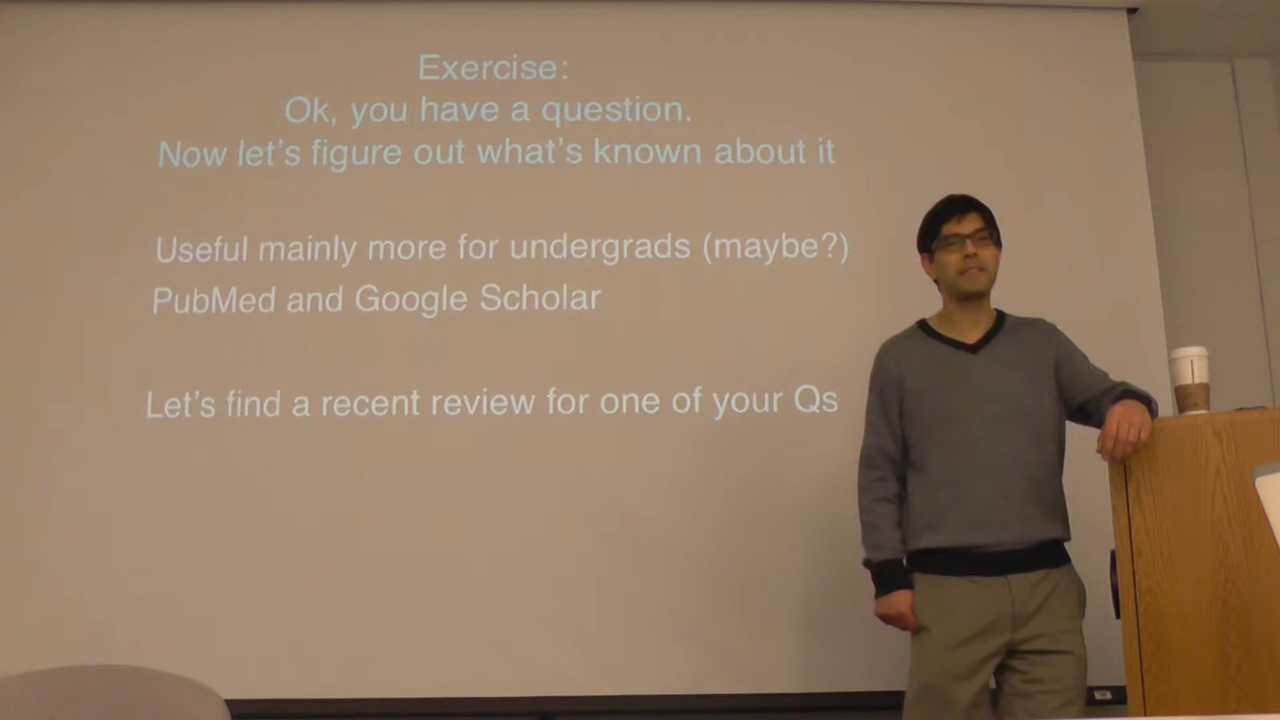 Exercise:
Ok, you have a question.
Now let's figure out what's known about it
Useful mainly more for undergrads (maybe?)
PubMed and Google Scholar
Let's find a recent review for one of your Qs